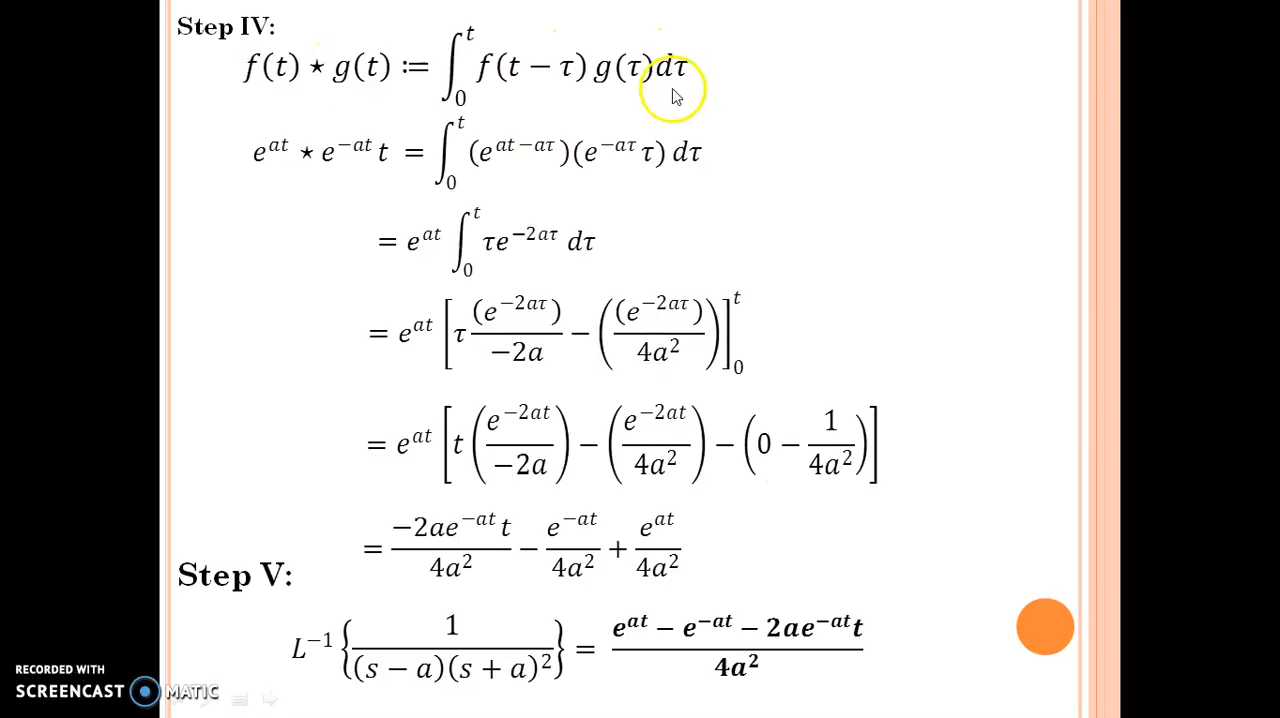 Step IV:
f(t) ⋆ g(t) ≔ ∫₀ᵗ f(t − τ) g(τ)dτ
e^{at} ⋆ e^{−at} t = ∫₀ᵗ (e^{at−aτ})(e^{−aτ} τ) dτ
= e^{at} ∫₀ᵗ τe^{−2aτ} dτ
= e^{at} [τ (e^{−2aτ})/(−2a) − ((e^{−2aτ})/(4a²))]₀ᵗ
= e^{at} [t (e^{−2at}/(−2a)) − (e^{−2at}/(4a²)) − (0 − 1/(4a²))]
= (−2ae^{−at} t)/(4a²) − e^{−at}/(4a²) + e^{at}/(4a²)
Step V:
L⁻¹ {1/((s − a)(s + a)²)} = (e^{at} − e^{−at} − 2ae^{−at}t)/(4a²)
RECORDED WITH
SCREENCAST MATIC